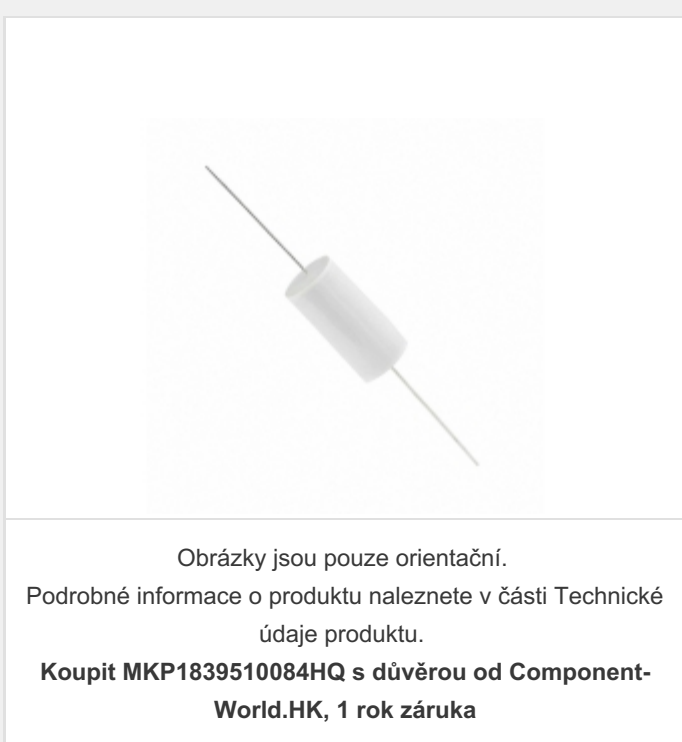 Obrázky jsou pouze orientační.
Podrobné informace o produktu naleznete v části Technické
údaje produktu.
Koupit MKP1839510084HQ s důvěrou od Component-
World.HK, 1 rok záruka